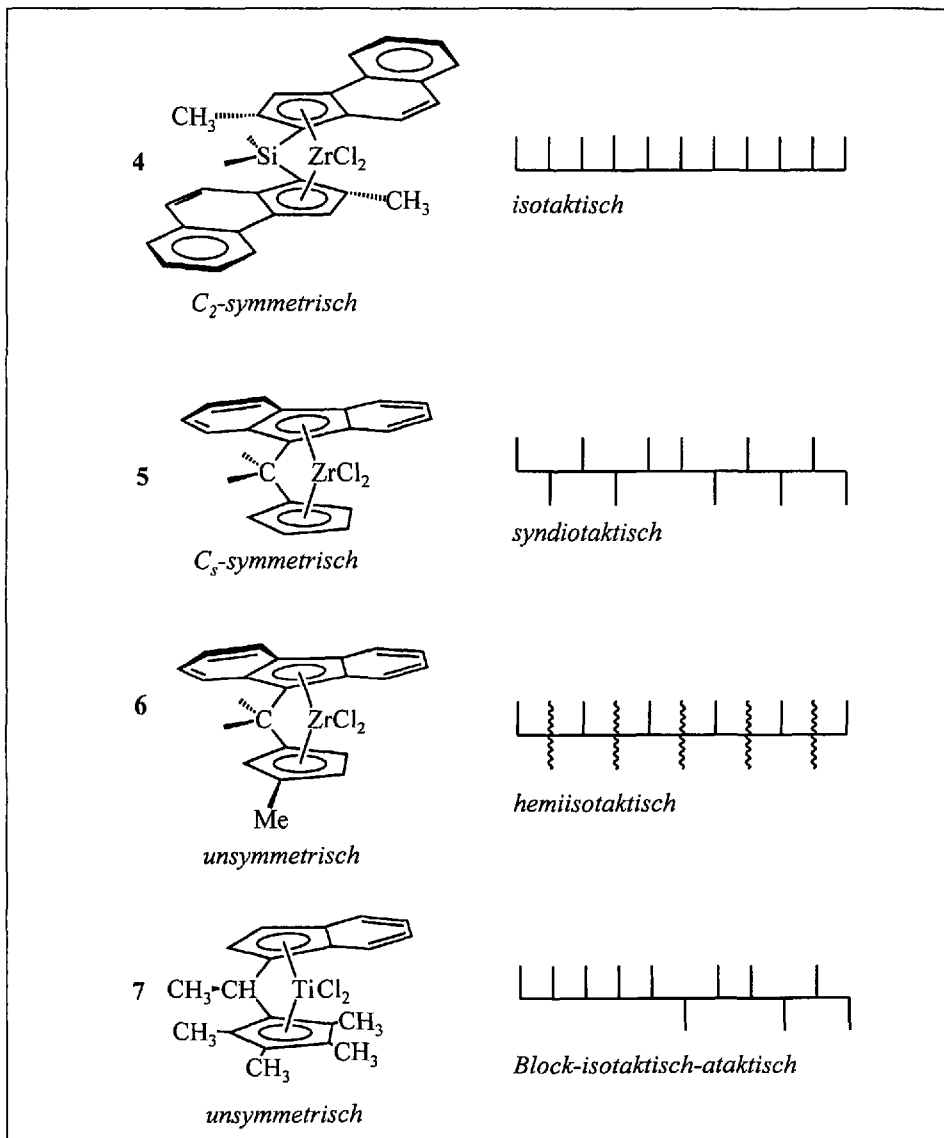 CH3
4
Si
ZrCl2
CH3
isotaktisch
C2-symmetrisch
5
C
ZrCl2
syndiotaktisch
Cs-symmetrisch
6
C
ZrCl2
Me
hemiisotaktisch
unsymmetrisch
7
CH3
CH
TiCl2
CH3
CH3
CH3
CH3
Block-isotaktisch-ataktisch
unsymmetrisch